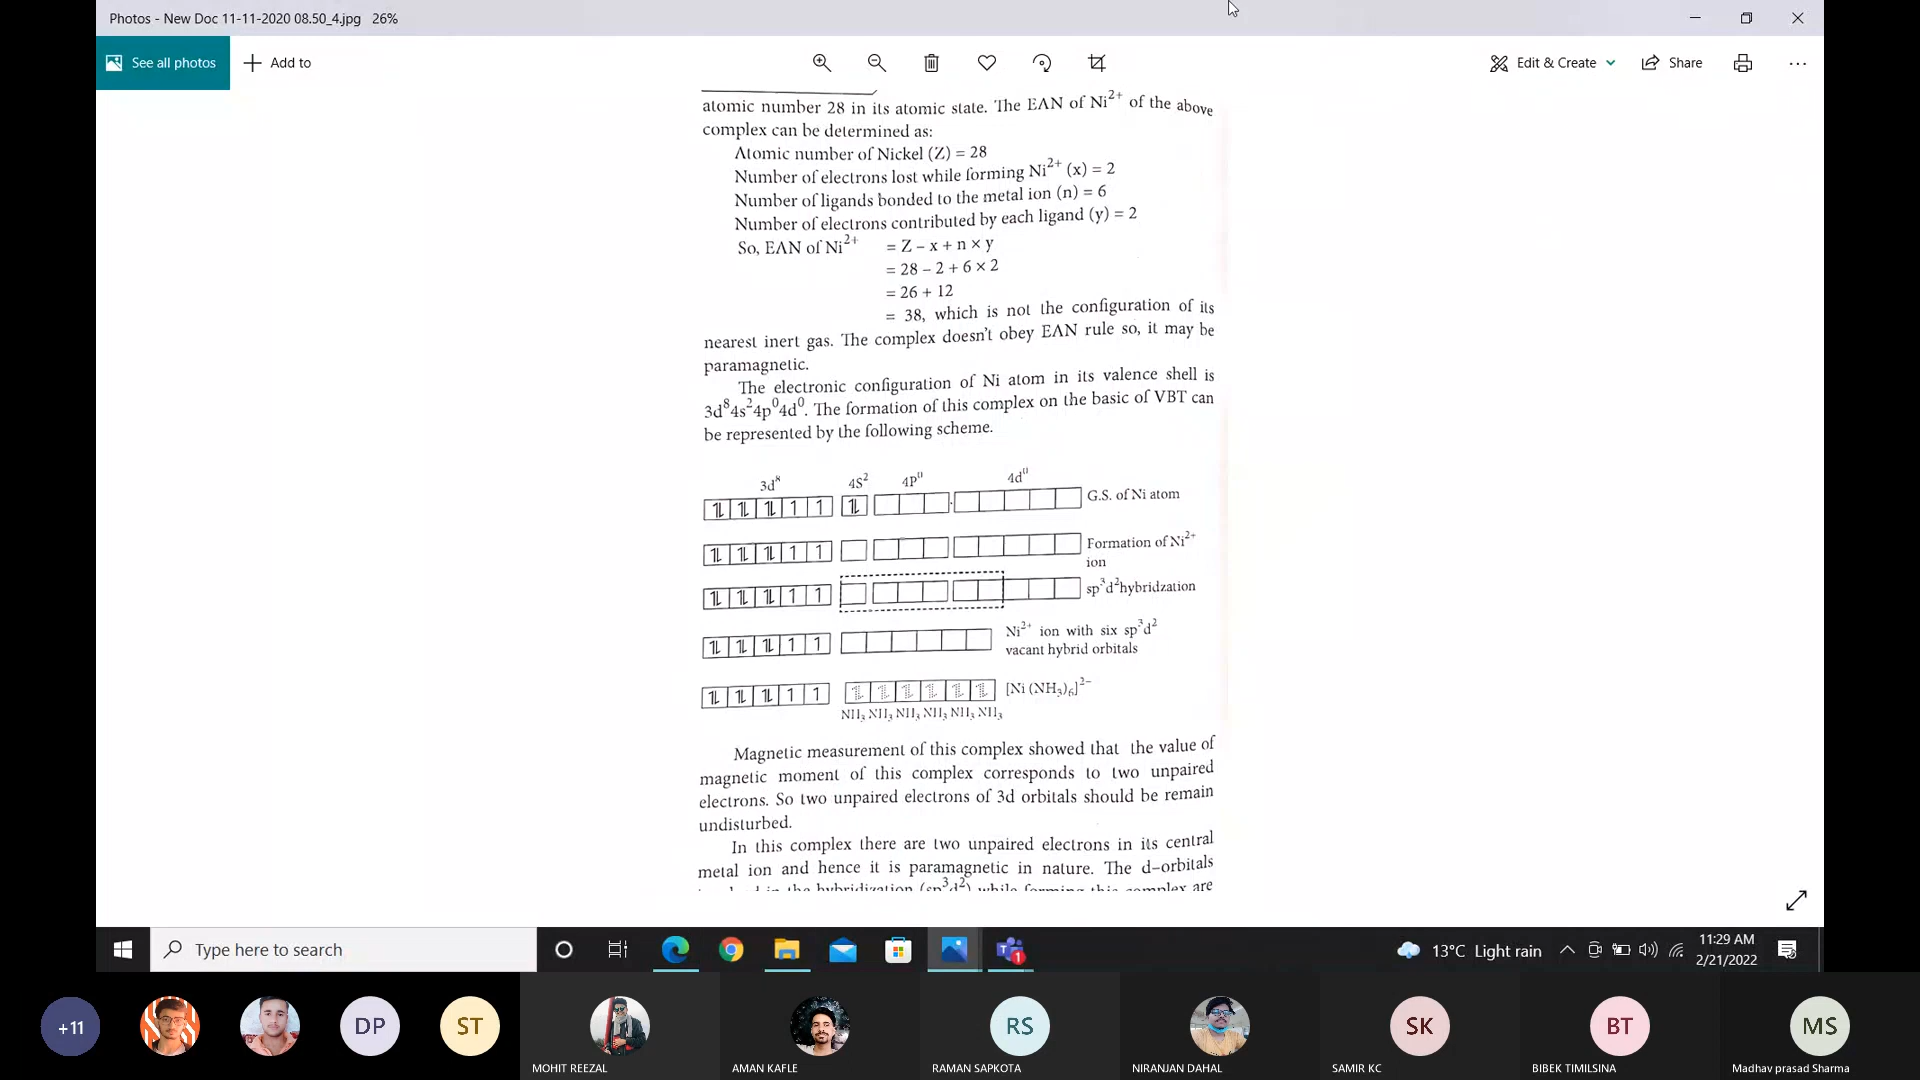 Photos - New Doc 11-11-2020 08.50_4.jpg 26%
See all photos
Add to
Edit & Create
Share
atomic number 28 in its atomic state. The EAN of Ni²⁺ of the above
complex can be determined as:
Atomic number of Nickel (Z) = 28
Number of electrons lost while forming Ni²⁺ (x) = 2
Number of ligands bonded to the metal ion (n) = 6
Number of electrons contributed by each ligand (y) = 2
So, EAN of Ni²⁺ = Z – x + n × y
= 28 – 2 + 6 × 2
= 26 + 12
= 38, which is not the configuration of its
nearest inert gas. The complex doesn't obey EAN rule so, it may be
paramagnetic.
The electronic configuration of Ni atom in its valence shell is
3d⁸4s²4p⁰4d⁰. The formation of this complex on the basic of VBT can
be represented by the following scheme.
3d⁸ 4S² 4P⁰ 4d⁰
G.S. of Ni atom
Formation of Ni²⁺
ion
sp³d²hybridzation
Ni²⁺ ion with six sp³d²
vacant hybrid orbitals
[Ni (NH₃)₆]²⁻
NH₃ NH₃ NH₃ NH₃ NH₃ NH₃
Magnetic measurement of this complex showed that the value of
magnetic moment of this complex corresponds to two unpaired
electrons. So two unpaired electrons of 3d orbitals should be remain
undisturbed.
In this complex there are two unpaired electrons in its central
metal ion and hence it is paramagnetic in nature. The d–orbitals
in the hybridization (sp³d²) while forming this complex are
Type here to search
1
13°C Light rain
11:29 AM
2/21/2022
+11
DP
ST
RS
SK
BT
MS
MOHIT REEZAL
AMAN KAFLE
RAMAN SAPKOTA
NIRANJAN DAHAL
SAMIR KC
BIBEK TIMILSINA
Madhav prasad Sharma